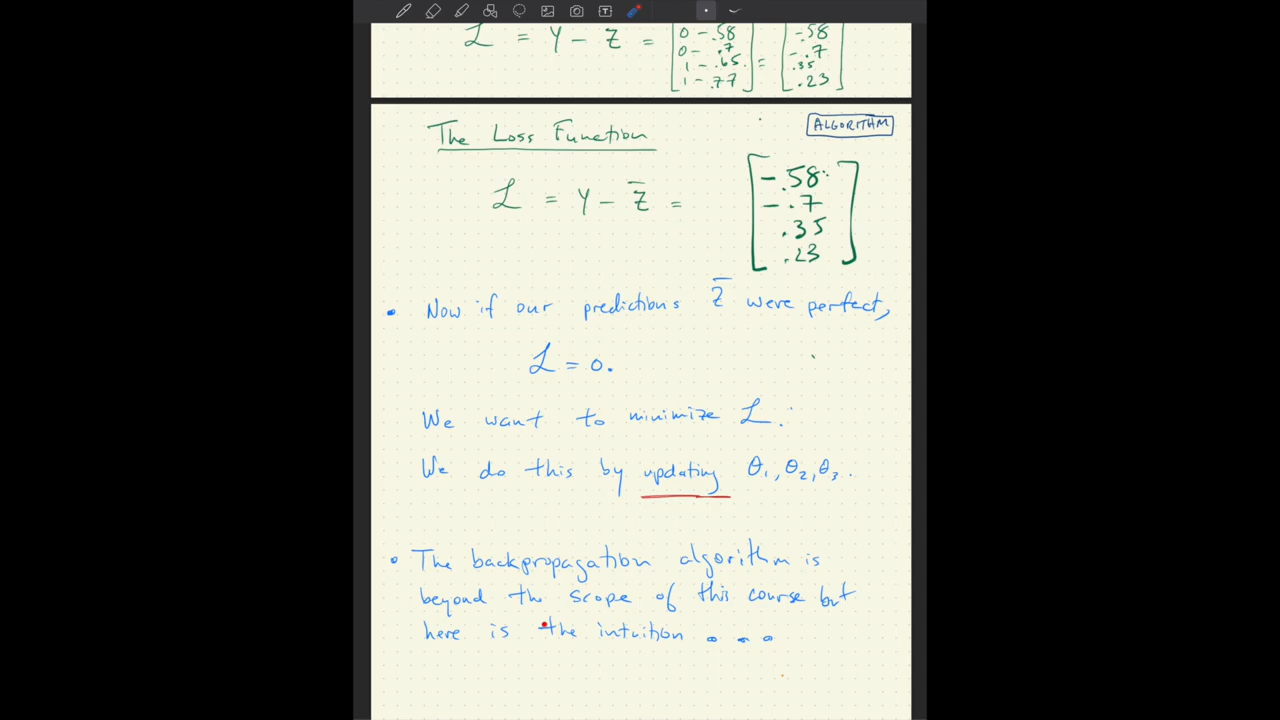 L = Y - Z = [0 - .58 = [-.58
0 - .7 -.7
1 - .65 .35
1 - .77] .23]
The Loss Function
ALGORITHM
L = Y - Z̄ = [-.58
-.7
.35
.23]
• Now if our predictions Z̄ were perfect,
L = 0.
We want to minimize L.
We do this by updating θ₁, θ₂, θ₃.
• The backpropagation algorithm is
beyond the scope of this course but
here is the intuition ...